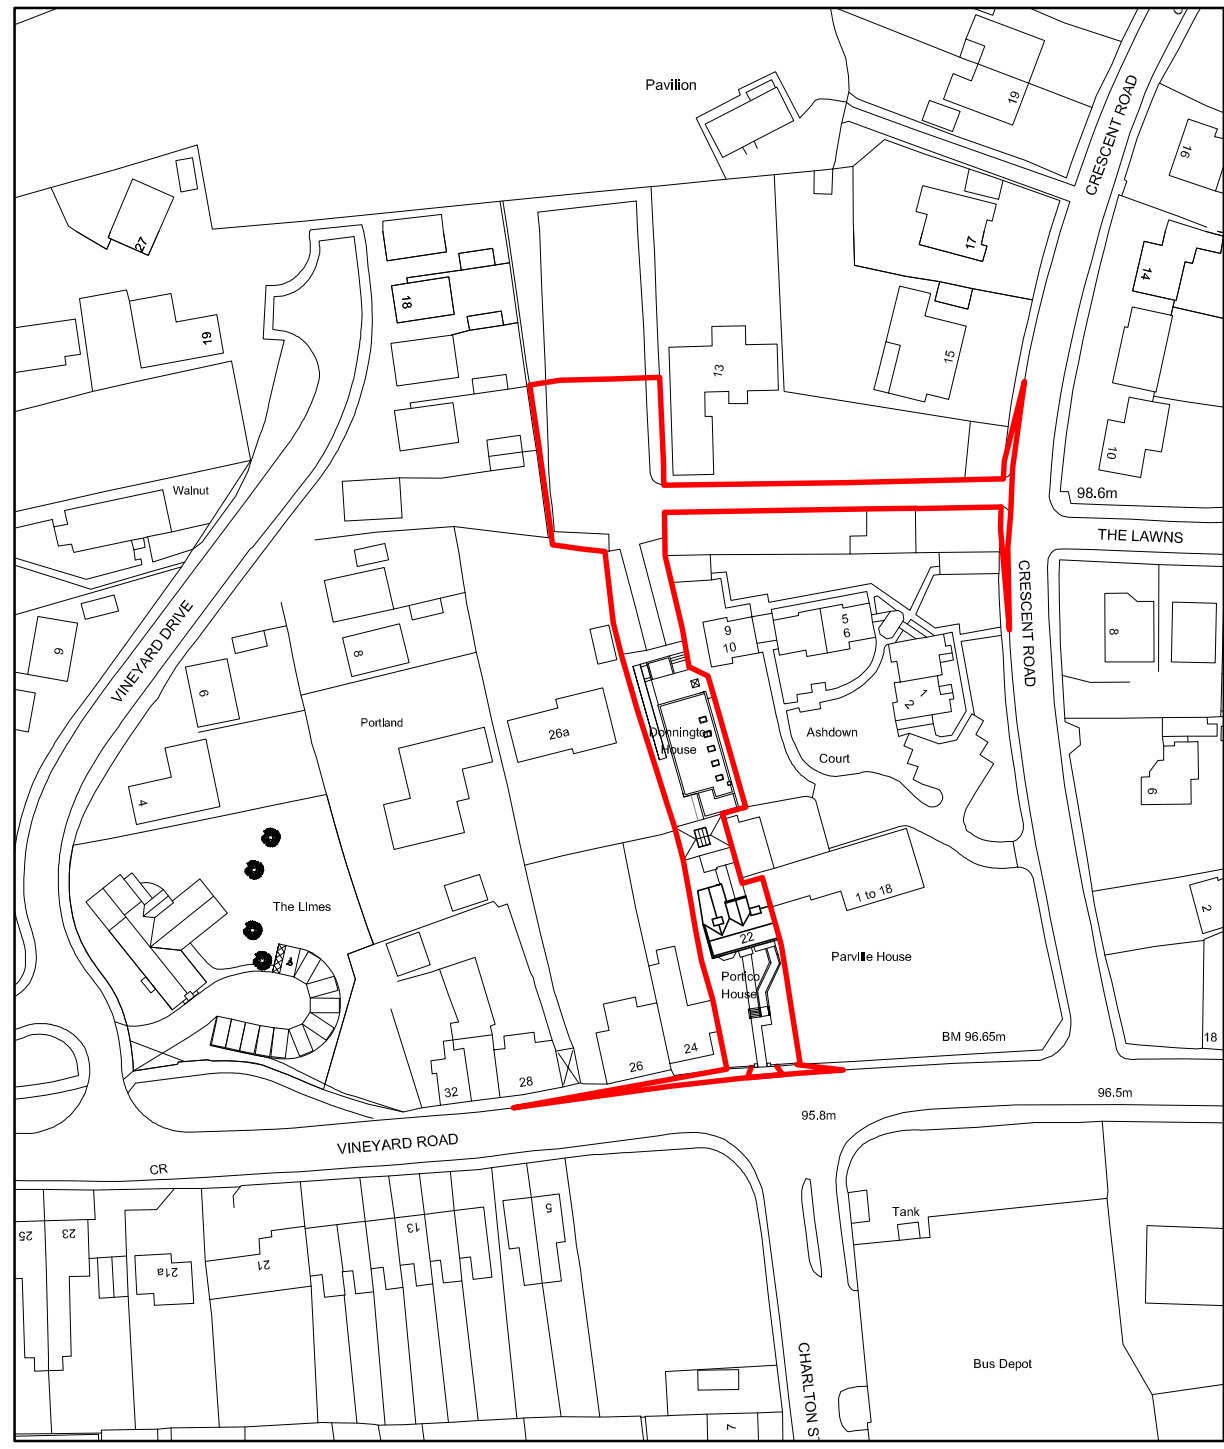 Pavilion
19
CRESCENT ROAD
16
27
17
14
18
19
15
13
10
Walnut
98.6m
THE LAWNS
VINEYARD DRIVE
CRESCENT ROAD
9
10
5
6
8
9
8
6
1
2
Portland
26a
Donnington
House
Ashdown
Court
4
6
1 to 18
2
The LImes
22
Parville House
Portico
House
BM 96.65m
18
24
26
28
32
96.5m
95.8m
VINEYARD ROAD
CR
5
13
Tank
25
23
21a
21
CHARLTON S
Bus Depot
7